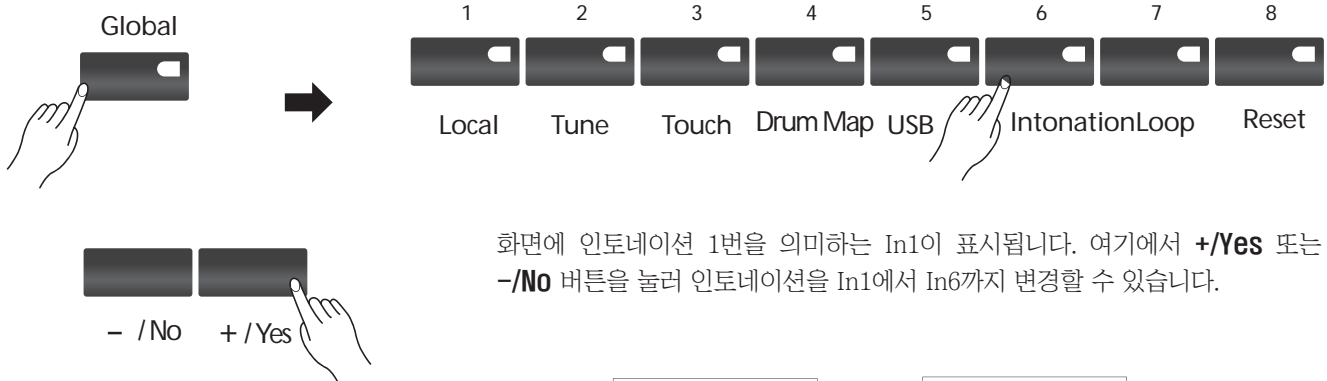 Global
1 2 3 4 5 6 7 8
Local Tune Touch Drum Map USB Intonation Loop Reset
화면에 인토네이션 1번을 의미하는 In1이 표시됩니다. 여기에서 +/Yes 또는
-/No 버튼을 눌러 인토네이션을 In1에서 In6까지 변경할 수 있습니다.
– /No + /Yes